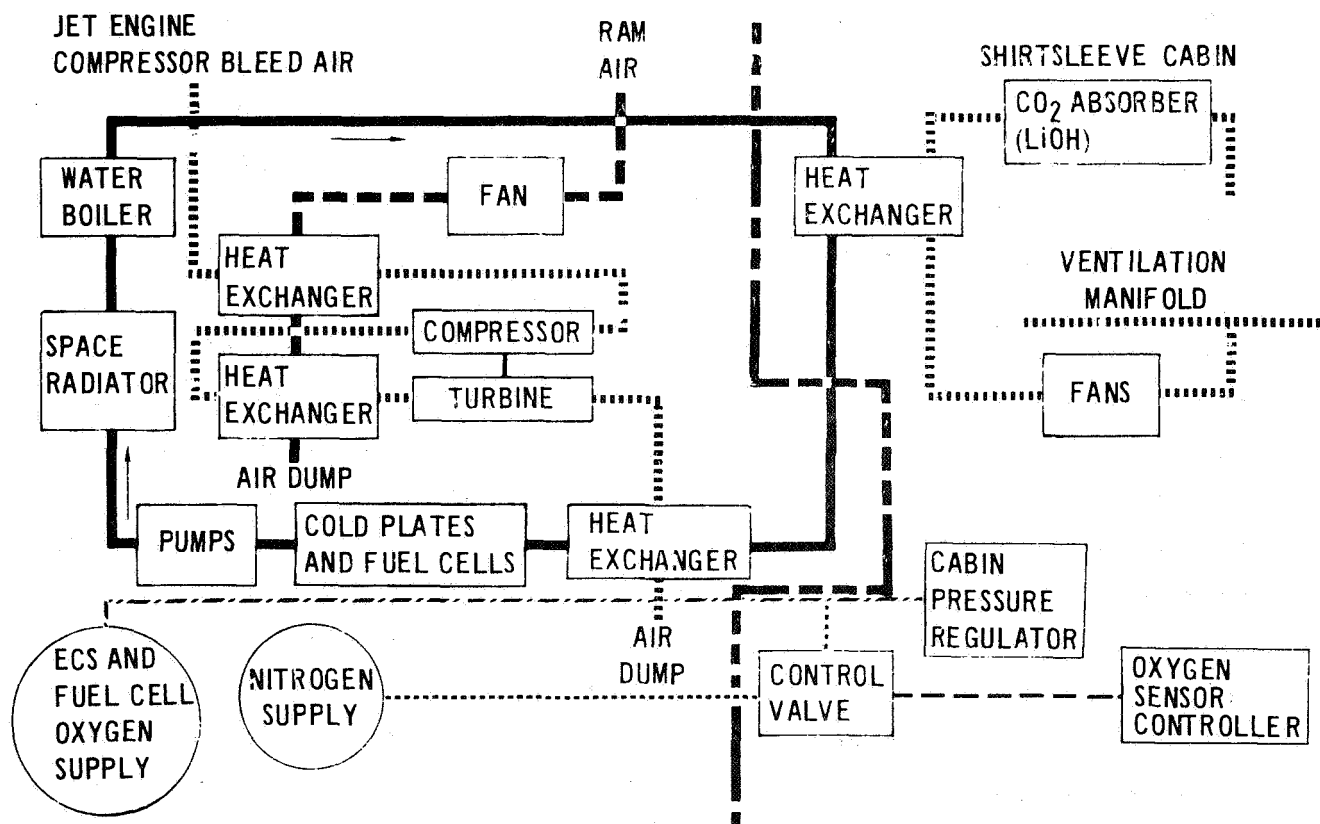 JET ENGINE
COMPRESSOR BLEED AIR
RAM
AIR
SHIRTSLEEVE CABIN
CO₂ ABSORBER
(LiOH)
WATER
BOILER
FAN
HEAT
EXCHANGER
HEAT
EXCHANGER
VENTILATION
MANIFOLD
SPACE
RADIATOR
COMPRESSOR
HEAT
EXCHANGER
TURBINE
FANS
AIR DUMP
PUMPS
COLD PLATES
AND FUEL CELLS
HEAT
EXCHANGER
CABIN
PRESSURE
REGULATOR
ECS AND
FUEL CELL
OXYGEN
SUPPLY
NITROGEN
SUPPLY
AIR
DUMP
CONTROL
VALVE
OXYGEN
SENSOR
CONTROLLER